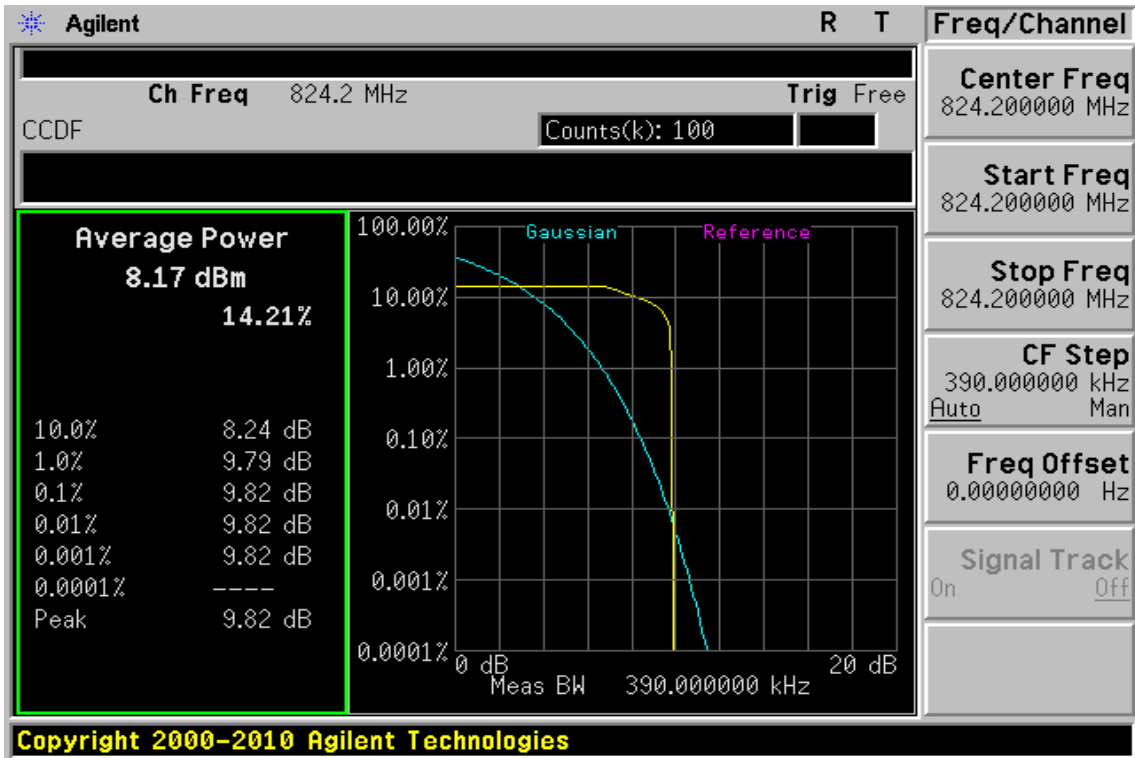 Agilent R T
Ch Freq 824.2 MHz Trig Free
CCDF Counts(k): 100
Average Power
8.17 dBm
14.21%
10.0% 8.24 dB
1.0% 9.79 dB
0.1% 9.82 dB
0.01% 9.82 dB
0.001% 9.82 dB
0.0001% ----
Peak 9.82 dB
100.00%
Gaussian Reference
10.00%
1.00%
0.10%
0.01%
0.001%
0.0001%
0 dB 20 dB
Meas BW 390.000000 kHz
Freq/Channel
Center Freq
824.200000 MHz
Start Freq
824.200000 MHz
Stop Freq
824.200000 MHz
CF Step
390.000000 kHz
Auto Man
Freq Offset
0.00000000 Hz
Signal Track
On Off
Copyright 2000-2010 Agilent Technologies